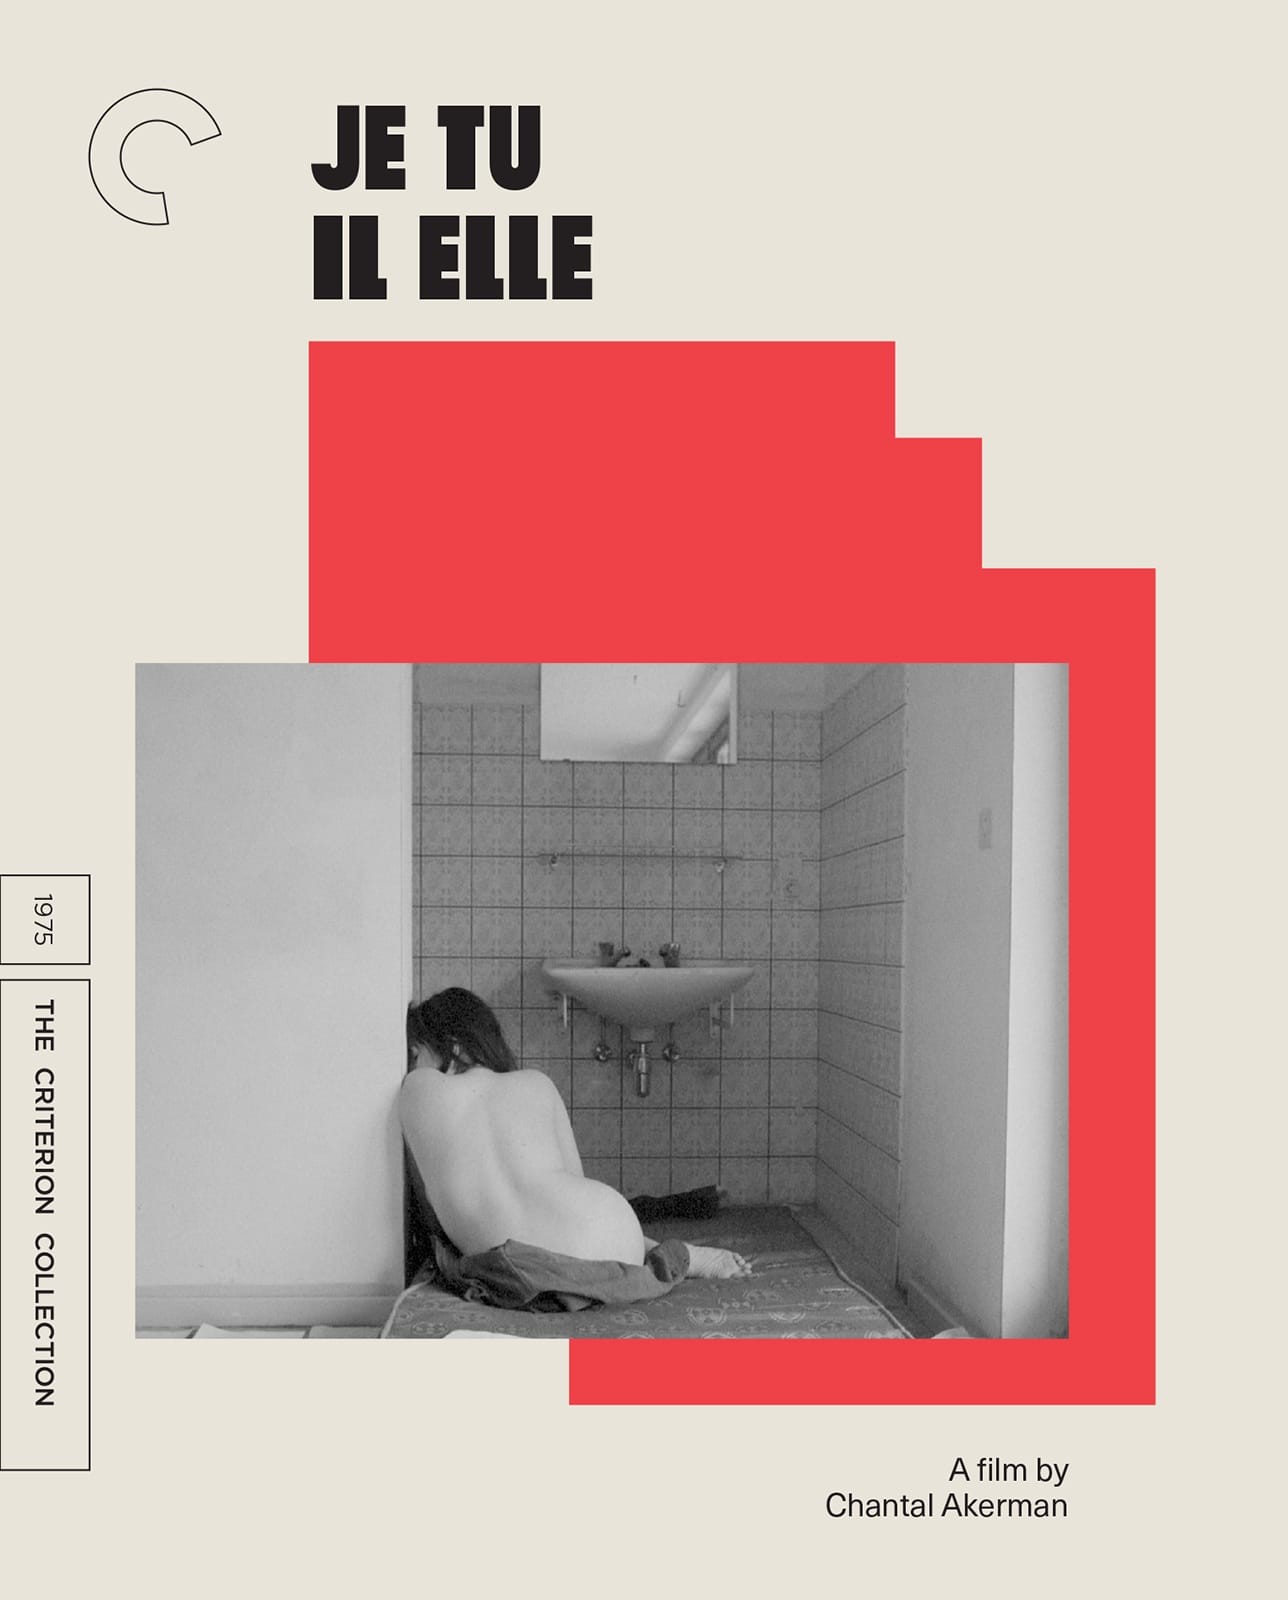 JE TU
IL ELLE
1975
THE CRITERION COLLECTION
A film by
Chantal Akerman